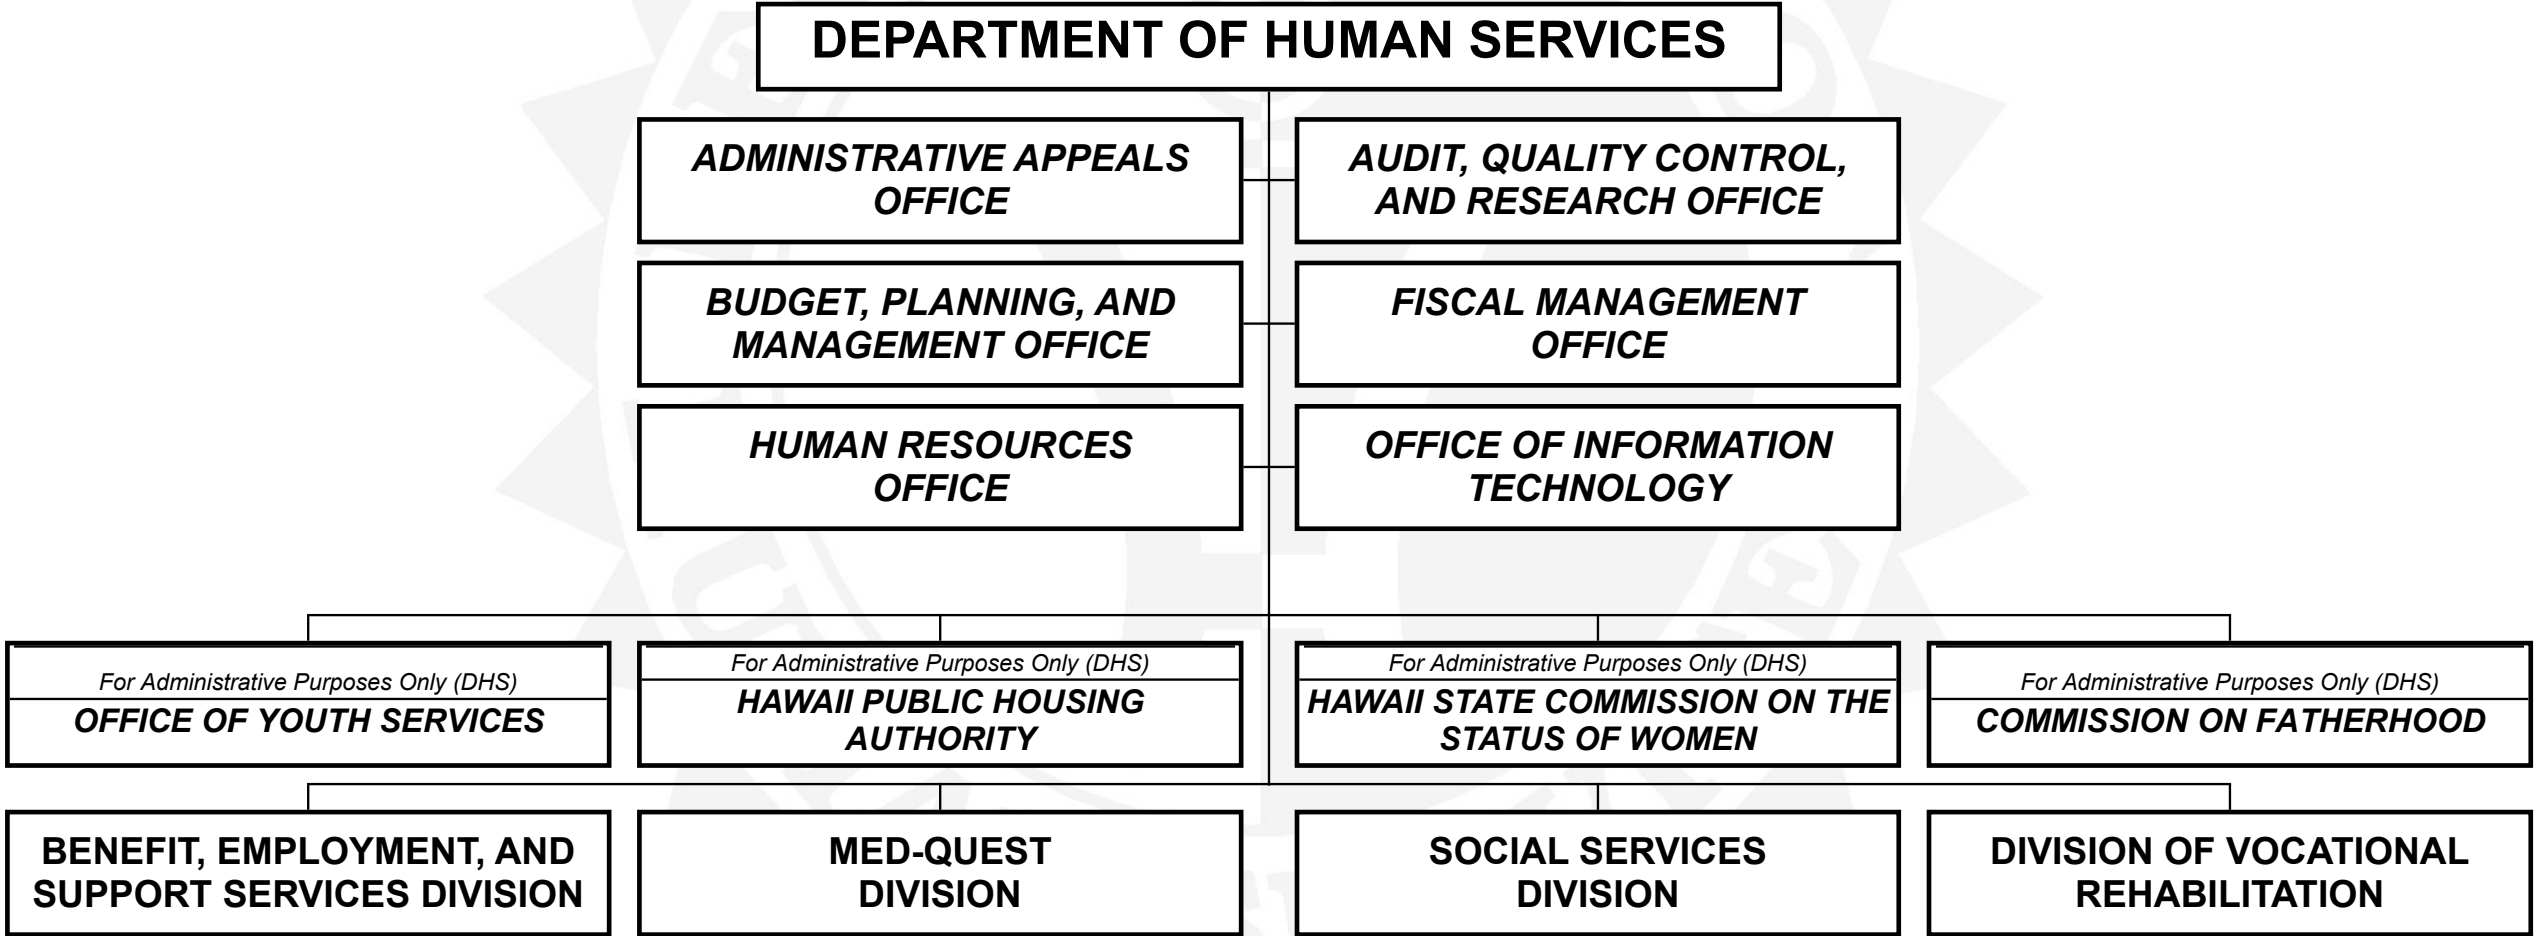 DEPARTMENT OF HUMAN SERVICES
ADMINISTRATIVE APPEALS
OFFICE
AUDIT, QUALITY CONTROL,
AND RESEARCH OFFICE
BUDGET, PLANNING, AND
MANAGEMENT OFFICE
FISCAL MANAGEMENT
OFFICE
HUMAN RESOURCES
OFFICE
OFFICE OF INFORMATION
TECHNOLOGY
For Administrative Purposes Only (DHS)
OFFICE OF YOUTH SERVICES
For Administrative Purposes Only (DHS)
HAWAII PUBLIC HOUSING
AUTHORITY
For Administrative Purposes Only (DHS)
HAWAII STATE COMMISSION ON THE
STATUS OF WOMEN
For Administrative Purposes Only (DHS)
COMMISSION ON FATHERHOOD
BENEFIT, EMPLOYMENT, AND
SUPPORT SERVICES DIVISION
MED-QUEST
DIVISION
SOCIAL SERVICES
DIVISION
DIVISION OF VOCATIONAL
REHABILITATION